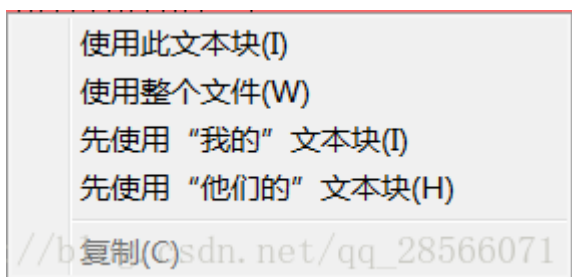 使用此文本块(I)
使用整个文件(W)
先使用“我的”文本块(I)
先使用“他们的”文本块(H)
复制(C)
//b csdn.net/qq_28566071